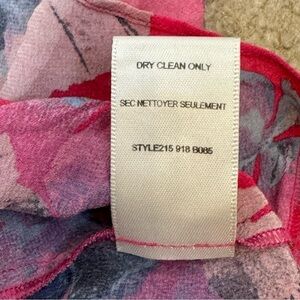 DRY CLEAN ONLY
SEC NETTOYER SEULEMENT
STYLE215 918 B085